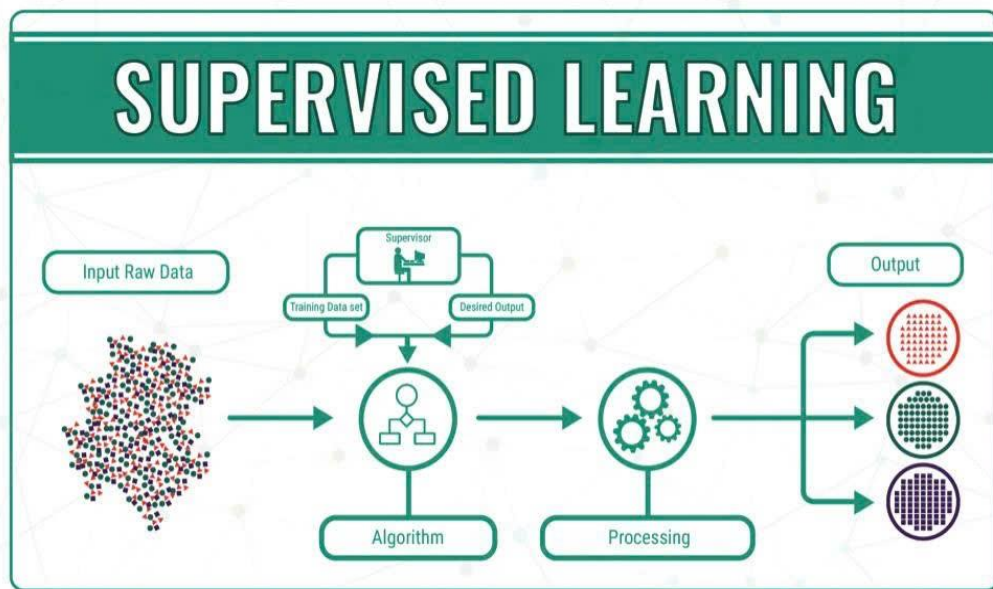 SUPERVISED LEARNING
Input Raw Data
Supervisor
Training Data set
Desired Output
Algorithm
Processing
Output